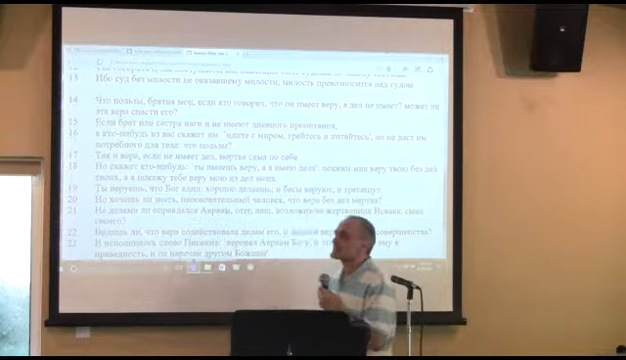 13 Ибо суд без милости не оказавшему милости; милость превозносится над судом
14 Что пользы, братия мои, если кто говорит, что он имеет веру, а дел не имеет? может ли
эта вера спасти его?
15 Если брат или сестра наги и не имеют дневного пропитания,
16 а кто-нибудь из вас скажет им: 'идите с миром, грейтесь и питайтесь', но не даст им
потребного для тела: что пользы?
17 Так и вера, если не имеет дел, мертва сама по себе
18 Но скажет кто-нибудь: 'ты имеешь веру, а я имею дела': покажи мне веру твою без дел
твоих, а я покажу тебе веру мою из дел моих
19 Ты веруешь, что Бог един: хорошо делаешь; и бесы веруют, и трепещут
20 Но хочешь ли знать, неосновательный человек, что вера без дел мертва?
21 Не делами ли оправдался Авраам, отец наш, возложив на жертвенник Исаака, сына
своего?
22 Видишь ли, что вера содействовала делам его, и совершенства?
23 И исполнилось слово Писания: 'веровал Авраам Богу, и ему в
праведность, и он наречен другом Божиим'.